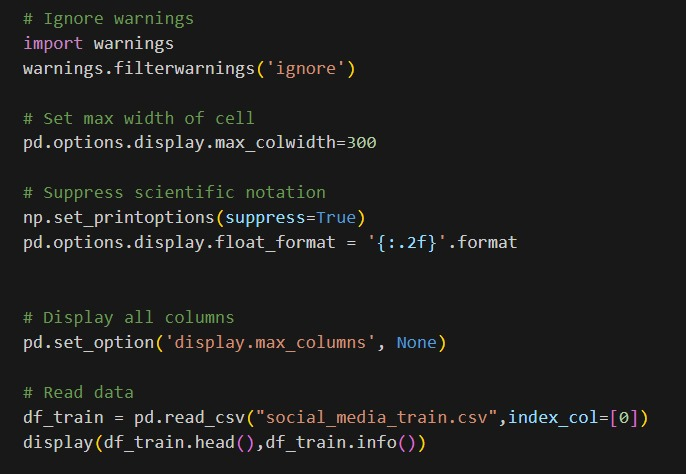 # Ignore warnings
import warnings
warnings.filterwarnings('ignore')
# Set max width of cell
pd.options.display.max_colwidth=300
# Suppress scientific notation
np.set_printoptions(suppress=True)
pd.options.display.float_format = '{:.2f}'.format
# Display all columns
pd.set_option('display.max_columns', None)
# Read data
df_train = pd.read_csv("social_media_train.csv",index_col=[0])
display(df_train.head(),df_train.info())